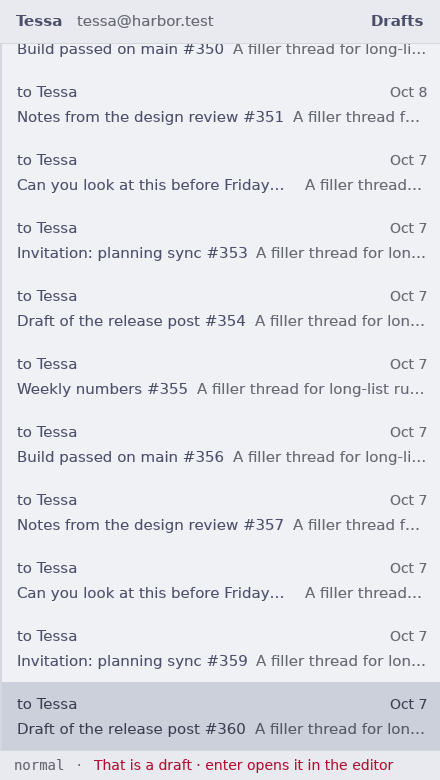 Tessa tessa@harbor.test Drafts
Build passed on main #350 A filler thread for long-li…
to Tessa Oct 8
Notes from the design review #351 A filler thread f…
to Tessa Oct 7
Can you look at this before Friday… A filler thread…
to Tessa Oct 7
Invitation: planning sync #353 A filler thread for lon…
to Tessa Oct 7
Draft of the release post #354 A filler thread for lon…
to Tessa Oct 7
Weekly numbers #355 A filler thread for long-list ru…
to Tessa Oct 7
Build passed on main #356 A filler thread for long-li…
to Tessa Oct 7
Notes from the design review #357 A filler thread f…
to Tessa Oct 7
Can you look at this before Friday… A filler thread…
to Tessa Oct 7
Invitation: planning sync #359 A filler thread for lon…
to Tessa Oct 7
Draft of the release post #360 A filler thread for lon…
normal · That is a draft · enter opens it in the editor